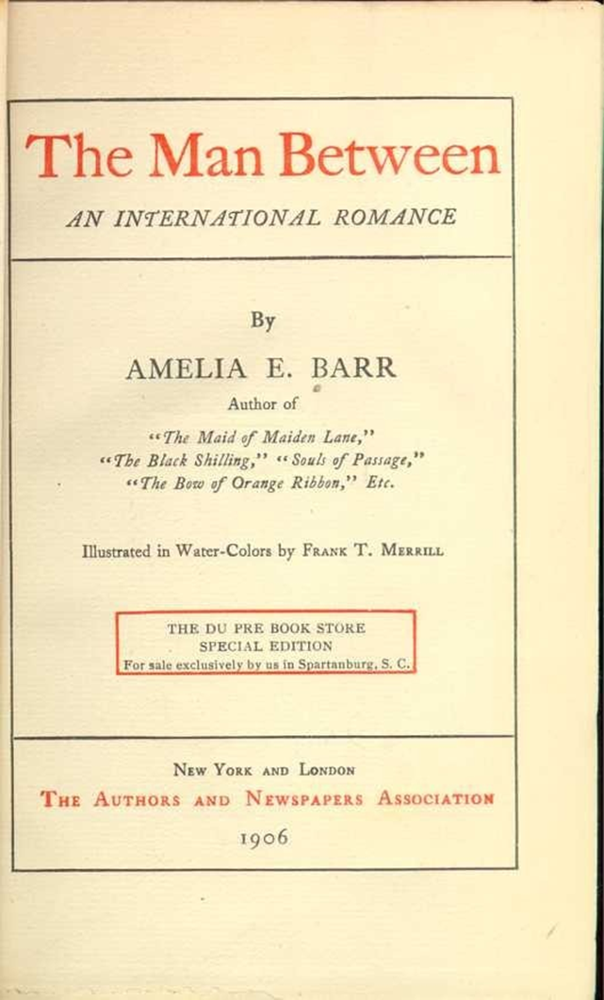 The Man Between
AN INTERNATIONAL ROMANCE
By
AMELIA E. BARR
Author of
“The Maid of Maiden Lane,”
“The Black Shilling,” “Souls of Passage,”
“The Bow of Orange Ribbon,” Etc.
Illustrated in Water-Colors by FRANK T. MERRILL
THE DU PRE BOOK STORE
SPECIAL EDITION
For sale exclusively by us in Spartanburg, S. C.
NEW YORK AND LONDON
THE AUTHORS AND NEWSPAPERS ASSOCIATION
1906